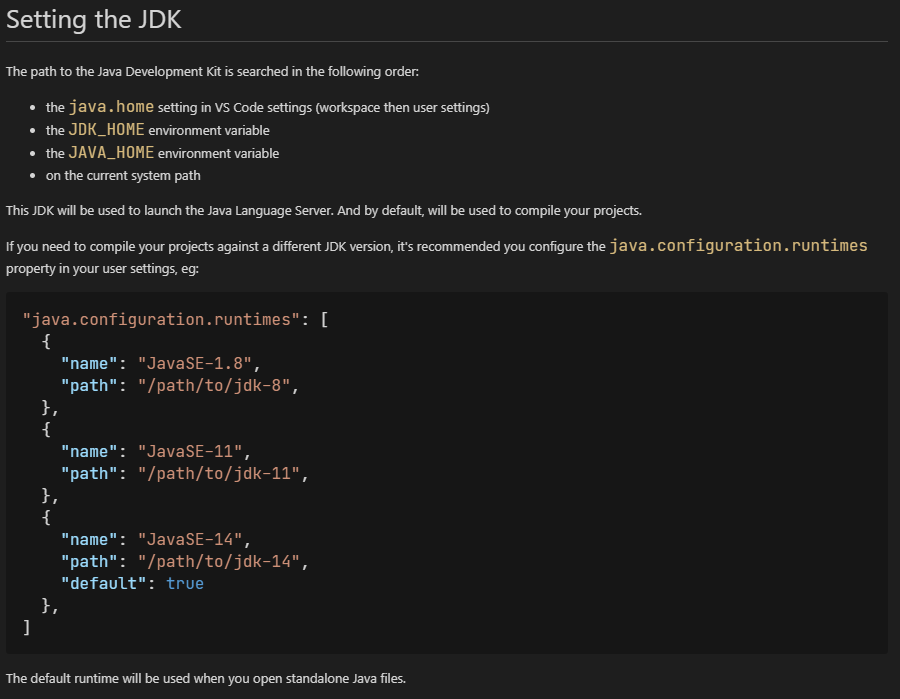 Setting the JDK
The path to the Java Development Kit is searched in the following order:
• the java.home setting in VS Code settings (workspace then user settings)
• the JDK_HOME environment variable
• the JAVA_HOME environment variable
• on the current system path
This JDK will be used to launch the Java Language Server. And by default, will be used to compile your projects.
If you need to compile your projects against a different JDK version, it's recommended you configure the java.configuration.runtimes
property in your user settings, eg:
"java.configuration.runtimes": [
  {
    "name": "JavaSE-1.8",
    "path": "/path/to/jdk-8",
  },
  {
    "name": "JavaSE-11",
    "path": "/path/to/jdk-11",
  },
  {
    "name": "JavaSE-14",
    "path": "/path/to/jdk-14",
    "default": true
  },
]
The default runtime will be used when you open standalone Java files.